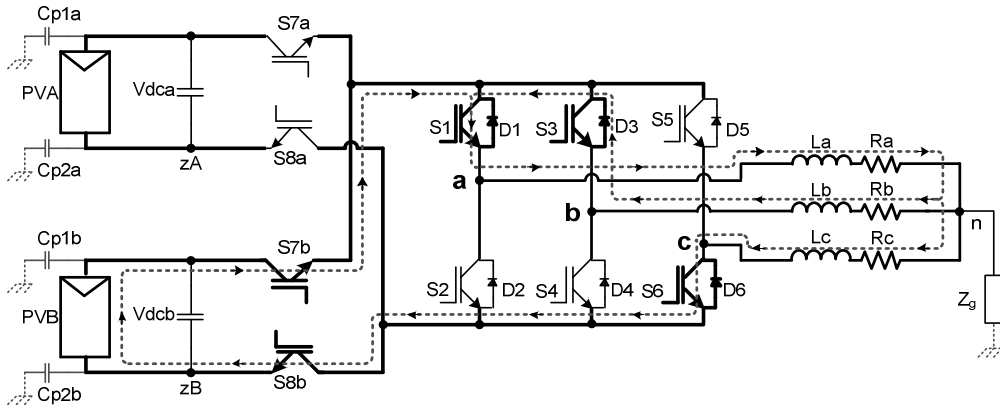 Cp1a
S7a
PVA
Vdca
S8a
Cp2a
zA
S1
D1
S3
D3
S5
D5
La
Ra
a
Lb
Rb
b
n
Lc
Rc
c
Cp1b
S7b
PVB
Vdcb
S2
D2
S4
D4
S6
D6
Zg
S8b
Cp2b
zB